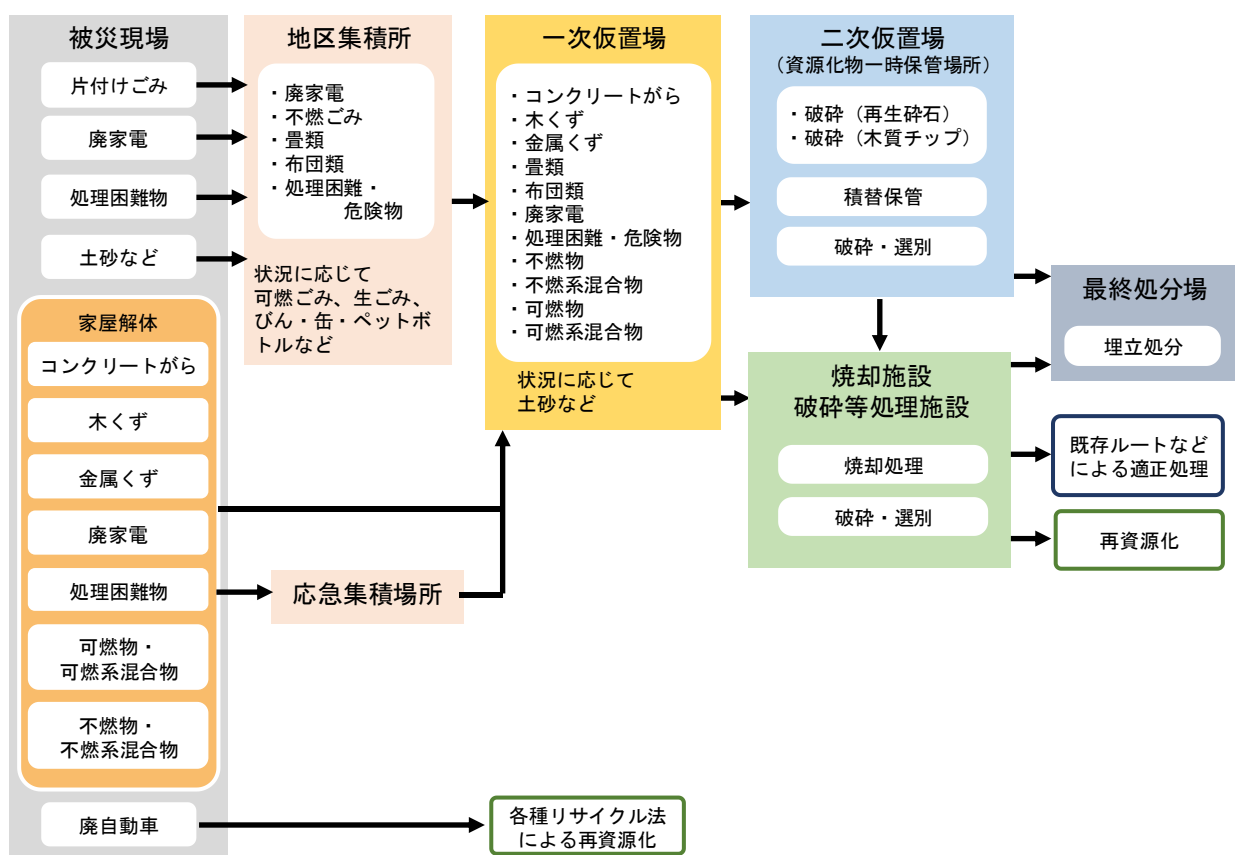 被災現場
片付けごみ
廃家電
処理困難物
土砂など
家屋解体
コンクリートがら
木くず
金属くず
廃家電
処理困難物
可燃物・
可燃系混合物
不燃物・
不燃系混合物
廃自動車
地区集積所
・廃家電
・不燃ごみ
・畳類
・布団類
・処理困難・
危険物
状況に応じて
可燃ごみ、生ごみ、
びん・缶・ペットボ
トルなど
応急集積場所
一次仮置場
・コンクリートがら
・木くず
・金属くず
・畳類
・布団類
・廃家電
・処理困難・危険物
・不燃物
・不燃系混合物
・可燃物
・可燃系混合物
状況に応じて
土砂など
各種リサイクル法
による再資源化
二次仮置場
（資源化物一時保管場所）
・破砕（再生砕石）
・破砕（木質チップ）
積替保管
破砕・選別
焼却施設
破砕等処理施設
焼却処理
破砕・選別
最終処分場
埋立処分
既存ルートなど
による適正処理
再資源化